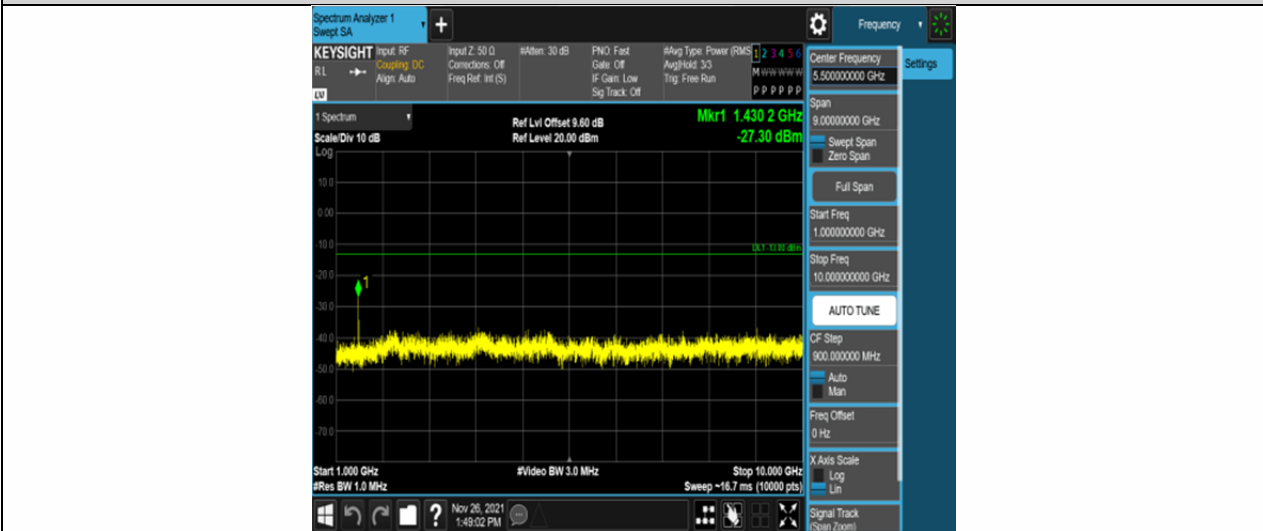 Spectrum Analyzer 1
Swept SA
+
Frequency
KEYSIGHT
RL
Input: RF
Coupling: DC
Align: Auto
Input Z: 50 Ω
Corrections: Off
Freq Ref: Int (S)
#Atten: 30 dB
PNO: Fast
Gate: Off
IF Gain: Low
Sig Track: Off
#Avg Type: Power (RMS
Avg|Hold: 3/3
Trig: Free Run
1 2 3 4 5 6
M W W W W W
P P P P P P
1 Spectrum
Scale/Div 10 dB
Log
Ref Lvl Offset 9.60 dB
Ref Level 20.00 dBm
Mkr1 1.430 2 GHz
-27.30 dBm
10.0
0.00
-10.0
-20.0
-30.0
-40.0
-50.0
-60.0
-70.0
DL1 -13.00 dBm
1
Start 1.000 GHz
#Res BW 1.0 MHz
#Video BW 3.0 MHz
Stop 10.000 GHz
Sweep ~16.7 ms (10000 pts)
Nov 26, 2021
1:49:02 PM
Center Frequency
5.500000000 GHz
Settings
Span
9.00000000 GHz
Swept Span
Zero Span
Full Span
Start Freq
1.000000000 GHz
Stop Freq
10.000000000 GHz
AUTO TUNE
CF Step
900.000000 MHz
Auto
Man
Freq Offset
0 Hz
X Axis Scale
Log
Lin
Signal Track
(Span Zoom)